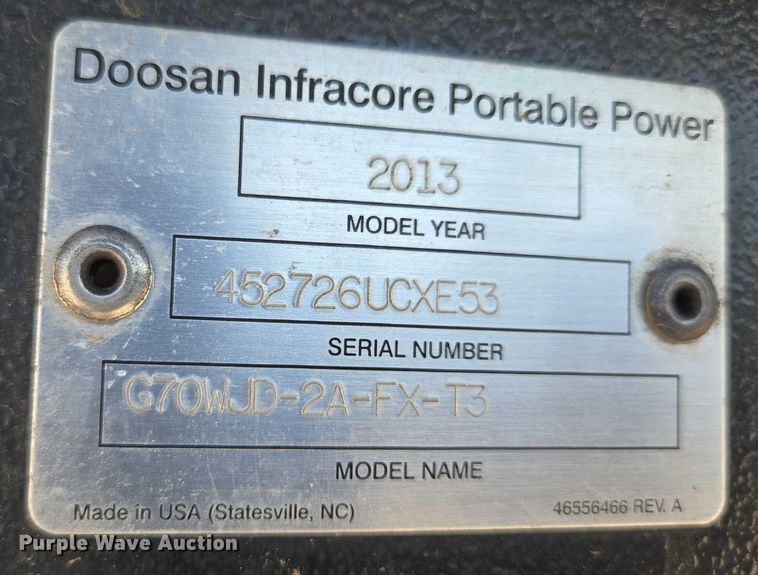 Doosan Infracore Portable Power
2013
MODEL YEAR
452726UCXE53
SERIAL NUMBER
G70WJD-2A-FX-T3
MODEL NAME
Made in USA (Statesville, NC) 46556466 REV. A
Purple Wave Auction